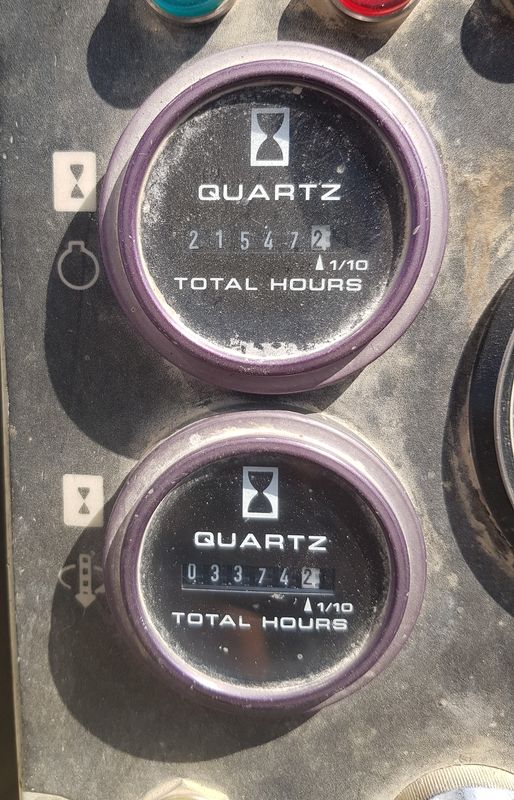 QUARTZ
215472
1/10
TOTAL HOURS
QUARTZ
033742
1/10
TOTAL HOURS